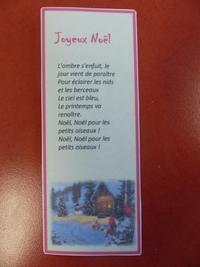 Joyeux Noël
L'ombre s'enfuit, le
jour vient de paraître
Pour éclairer les nids
et les berceaux
Le ciel est bleu,
Le printemps va
renaître.
Noël, Noël pour les
petits oiseaux !
Noël, Noël pour les
petits oiseaux !